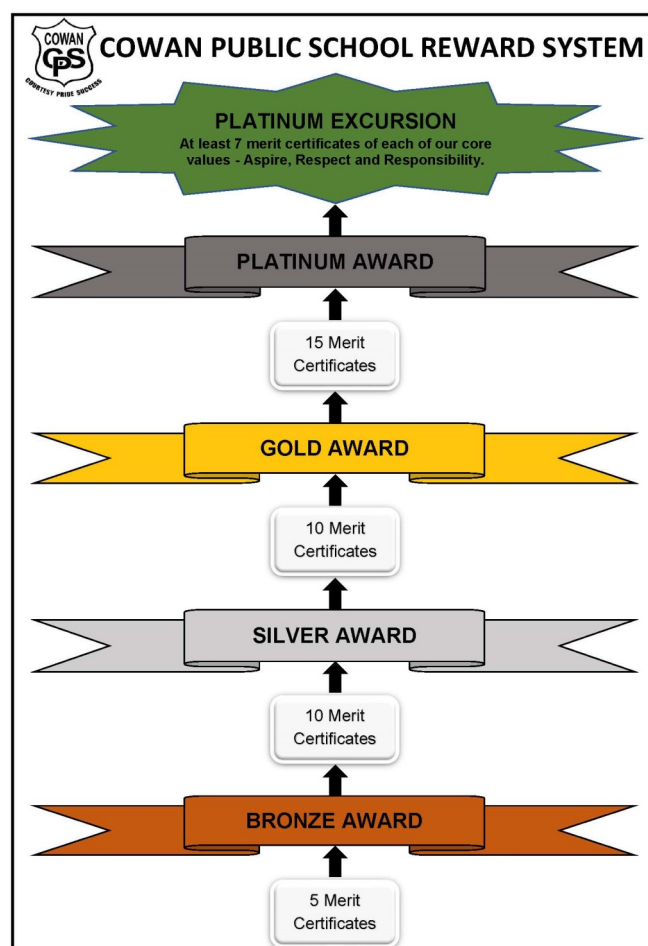 COWAN
CPS
COURTESY PRIDE SUCCESS
COWAN PUBLIC SCHOOL REWARD SYSTEM
PLATINUM EXCURSION
At least 7 merit certificates of each of our core
values - Aspire, Respect and Responsibility.
PLATINUM AWARD
15 Merit
Certificates
GOLD AWARD
10 Merit
Certificates
SILVER AWARD
10 Merit
Certificates
BRONZE AWARD
5 Merit
Certificates